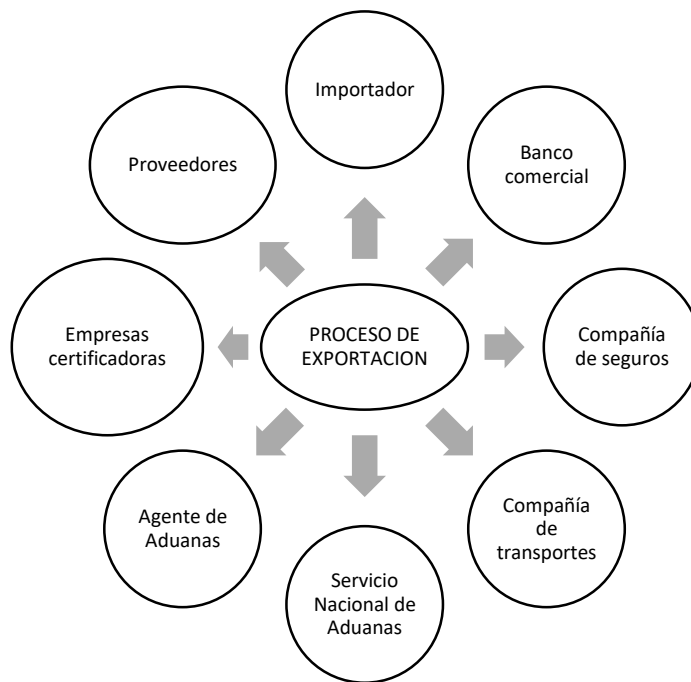 Importador
Proveedores
Banco
comercial
Empresas
certificadoras
PROCESO DE
EXPORTACION
Compañía
de seguros
Agente de
Aduanas
Compañía
de
transportes
Servicio
Nacional de
Aduanas